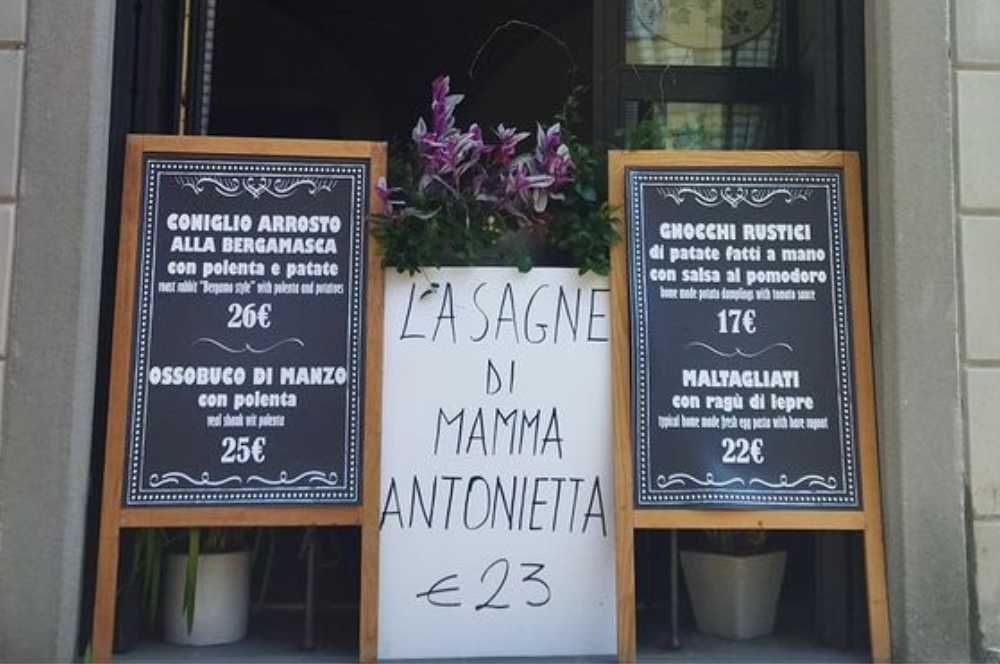 CONIGLIO ARROSTO
ALLA BERGAMASCA
con polenta e patate
roast rabbit "Bergamo style" with polenta and potatoes
26€
OSSOBUCO DI MANZO
con polenta
veal shank wit polenta
25€
LASAGNE
DI
MAMMA
ANTONIETTA
€23
GNOCCHI RUSTICI
di patate fatti a mano
con salsa al pomodoro
home made potato dumplings with tomato sauce
17€
MALTAGLIATI
con ragù di lepre
typical home made fresh egg pasta with hare ragout
22€